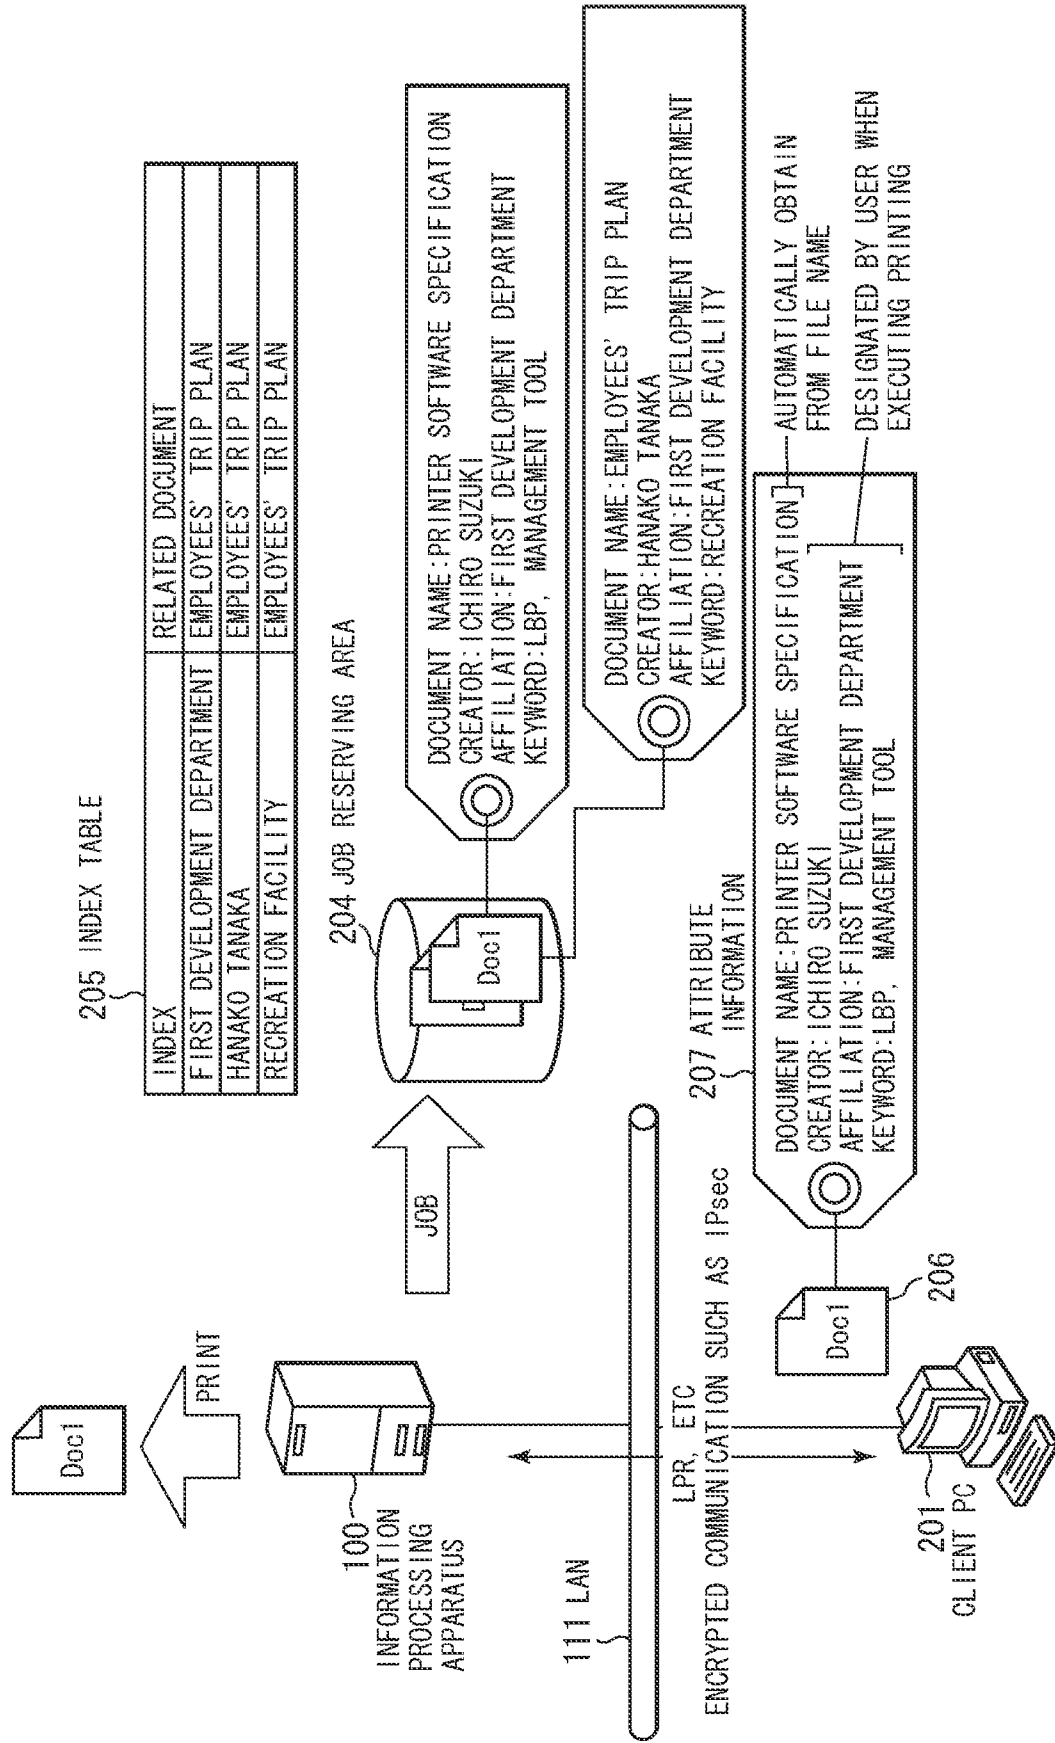 Doc1
PRINT
100
INFORMATION
PROCESSING
APPARATUS
JOB
205 INDEX TABLE
INDEX RELATED DOCUMENT
FIRST DEVELOPMENT DEPARTMENT EMPLOYEES' TRIP PLAN
HANAKO TANAKA EMPLOYEES' TRIP PLAN
RECREATION FACILITY EMPLOYEES' TRIP PLAN
204 JOB RESERVING AREA
Doc1
DOCUMENT NAME:PRINTER SOFTWARE SPECIFICATION
CREATOR:ICHIRO SUZUKI
AFFILIATION:FIRST DEVELOPMENT DEPARTMENT
KEYWORD:LBP, MANAGEMENT TOOL
DOCUMENT NAME:EMPLOYEES' TRIP PLAN
CREATOR:HANAKO TANAKA
AFFILIATION:FIRST DEVELOPMENT DEPARTMENT
KEYWORD:RECREATION FACILITY
111 LAN
LPR, ETC
ENCRYPTED COMMUNICATION SUCH AS IPsec
201
CLIENT PC
Doc1
206
207 ATTRIBUTE
INFORMATION
DOCUMENT NAME:PRINTER SOFTWARE SPECIFICATION
CREATOR:ICHIRO SUZUKI
AFFILIATION:FIRST DEVELOPMENT DEPARTMENT
KEYWORD:LBP, MANAGEMENT TOOL
AUTOMATICALLY OBTAIN
FROM FILE NAME
DESIGNATED BY USER WHEN
EXECUTING PRINTING